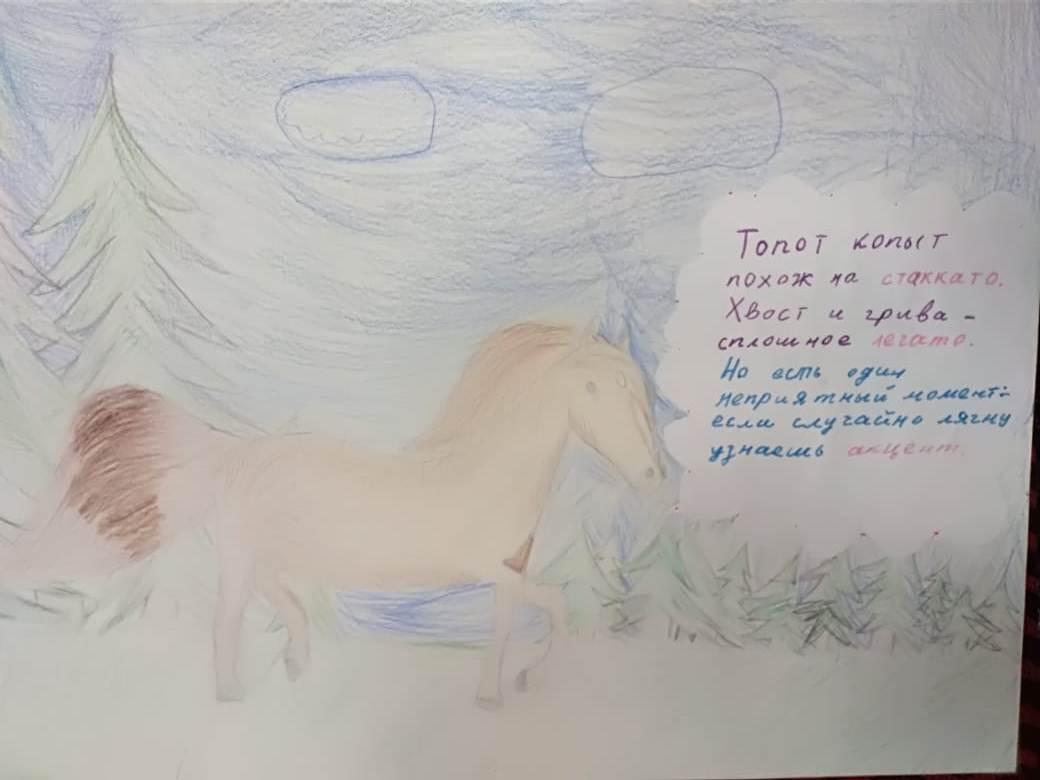 Топот копыт
похож на стаккато.
Хвост и грива -
сплошное легато.
Но есть один
неприятный момент:
если случайно лягну
узнаешь акцент.